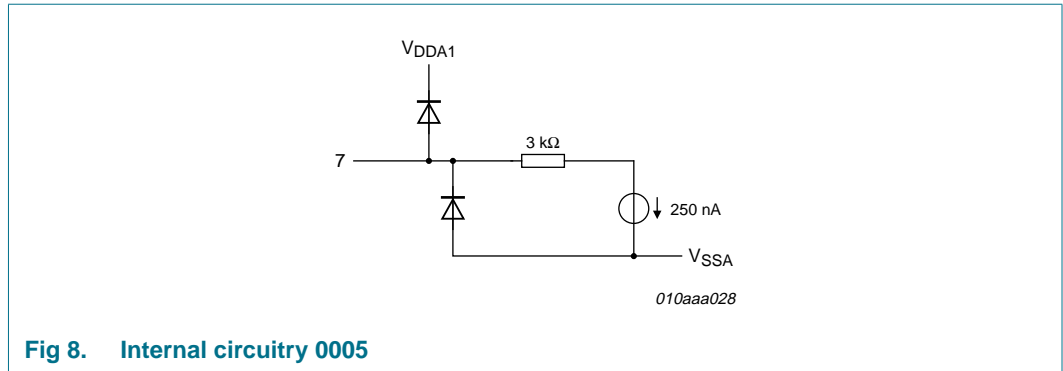 VDDA1
3 kΩ
7
250 nA
VSSA
010aaa028
Fig 8. Internal circuitry 0005